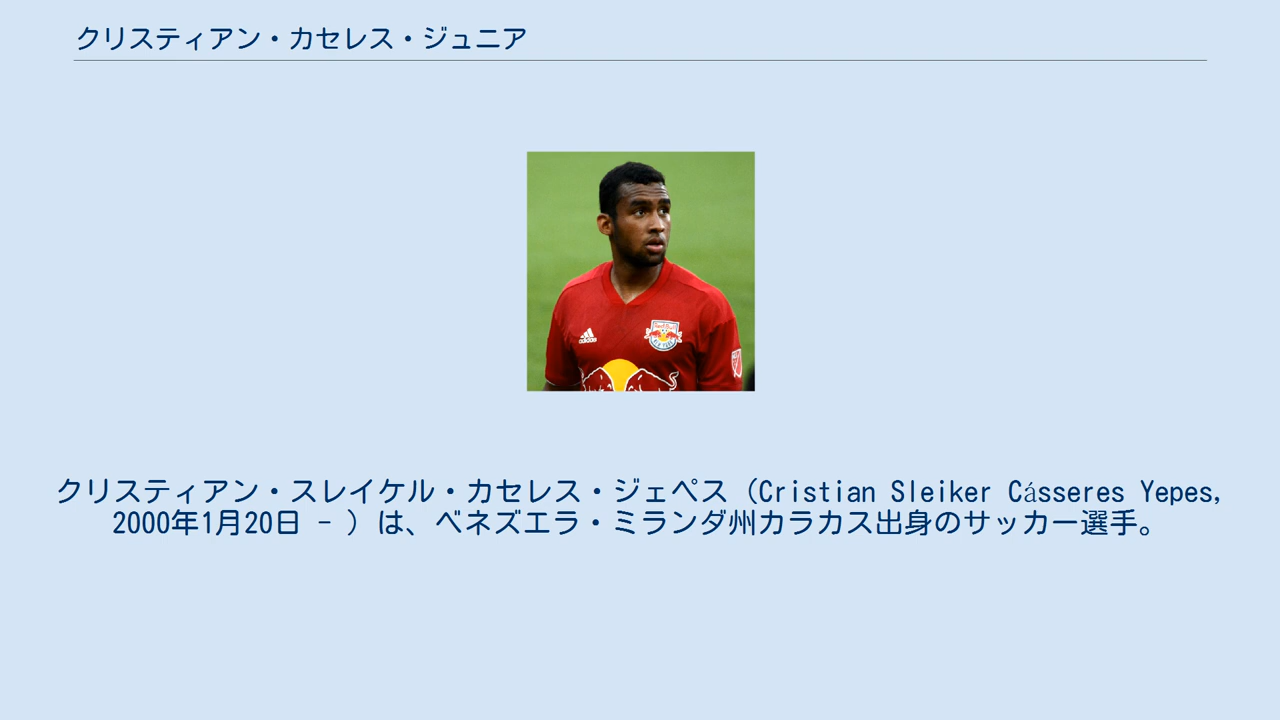 クリスティアン・カセレス・ジュニア
adidas
クリスティアン・スレイケル・カセレス・ジェペス（Cristian Sleiker Cásseres Yepes,
2000年1月20日 - ）は、ベネズエラ・ミランダ州カラカス出身のサッカー選手。